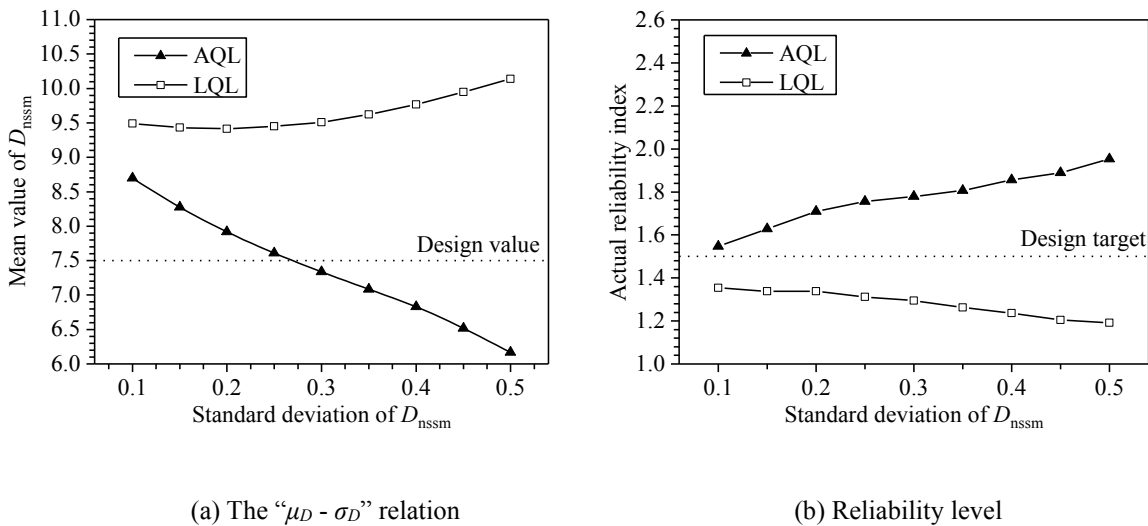 11.0
10.5
10.0
9.5
9.0
8.5
8.0
7.5
7.0
6.5
6.0
Mean value of Dnssm
AQL
LQL
Design value
0.1 0.2 0.3 0.4 0.5
Standard deviation of Dnssm
(a) The “μD - σD” relation
2.6
2.4
2.2
2.0
1.8
1.6
1.4
1.2
1.0
Actual reliability index
AQL
LQL
Design target
0.1 0.2 0.3 0.4 0.5
Standard deviation of Dnssm
(b) Reliability level